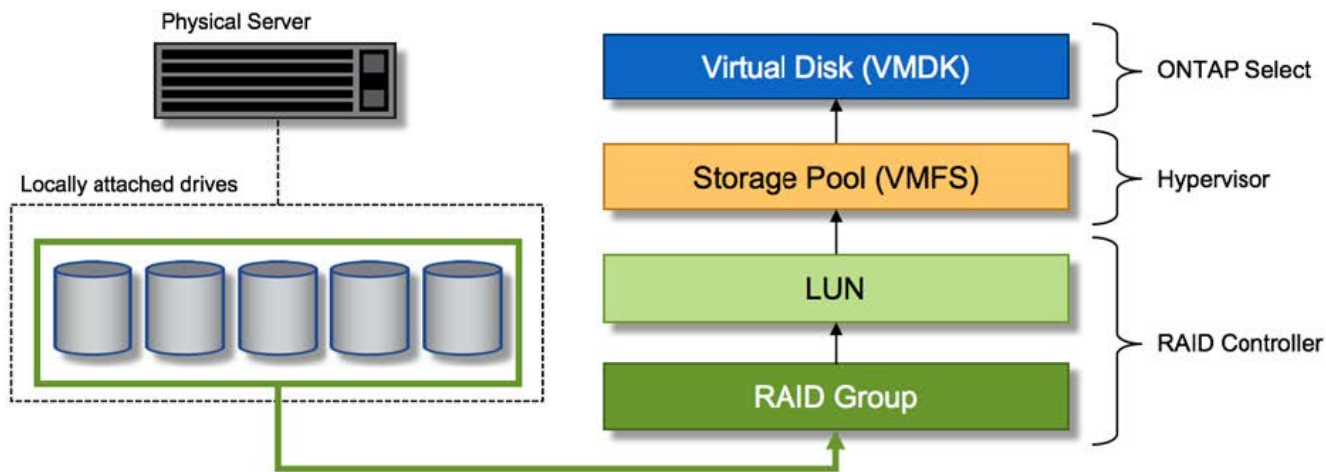 Physical Server
Locally attached drives
Virtual Disk (VMDK)
ONTAP Select
Storage Pool (VMFS)
Hypervisor
LUN
RAID Controller
RAID Group